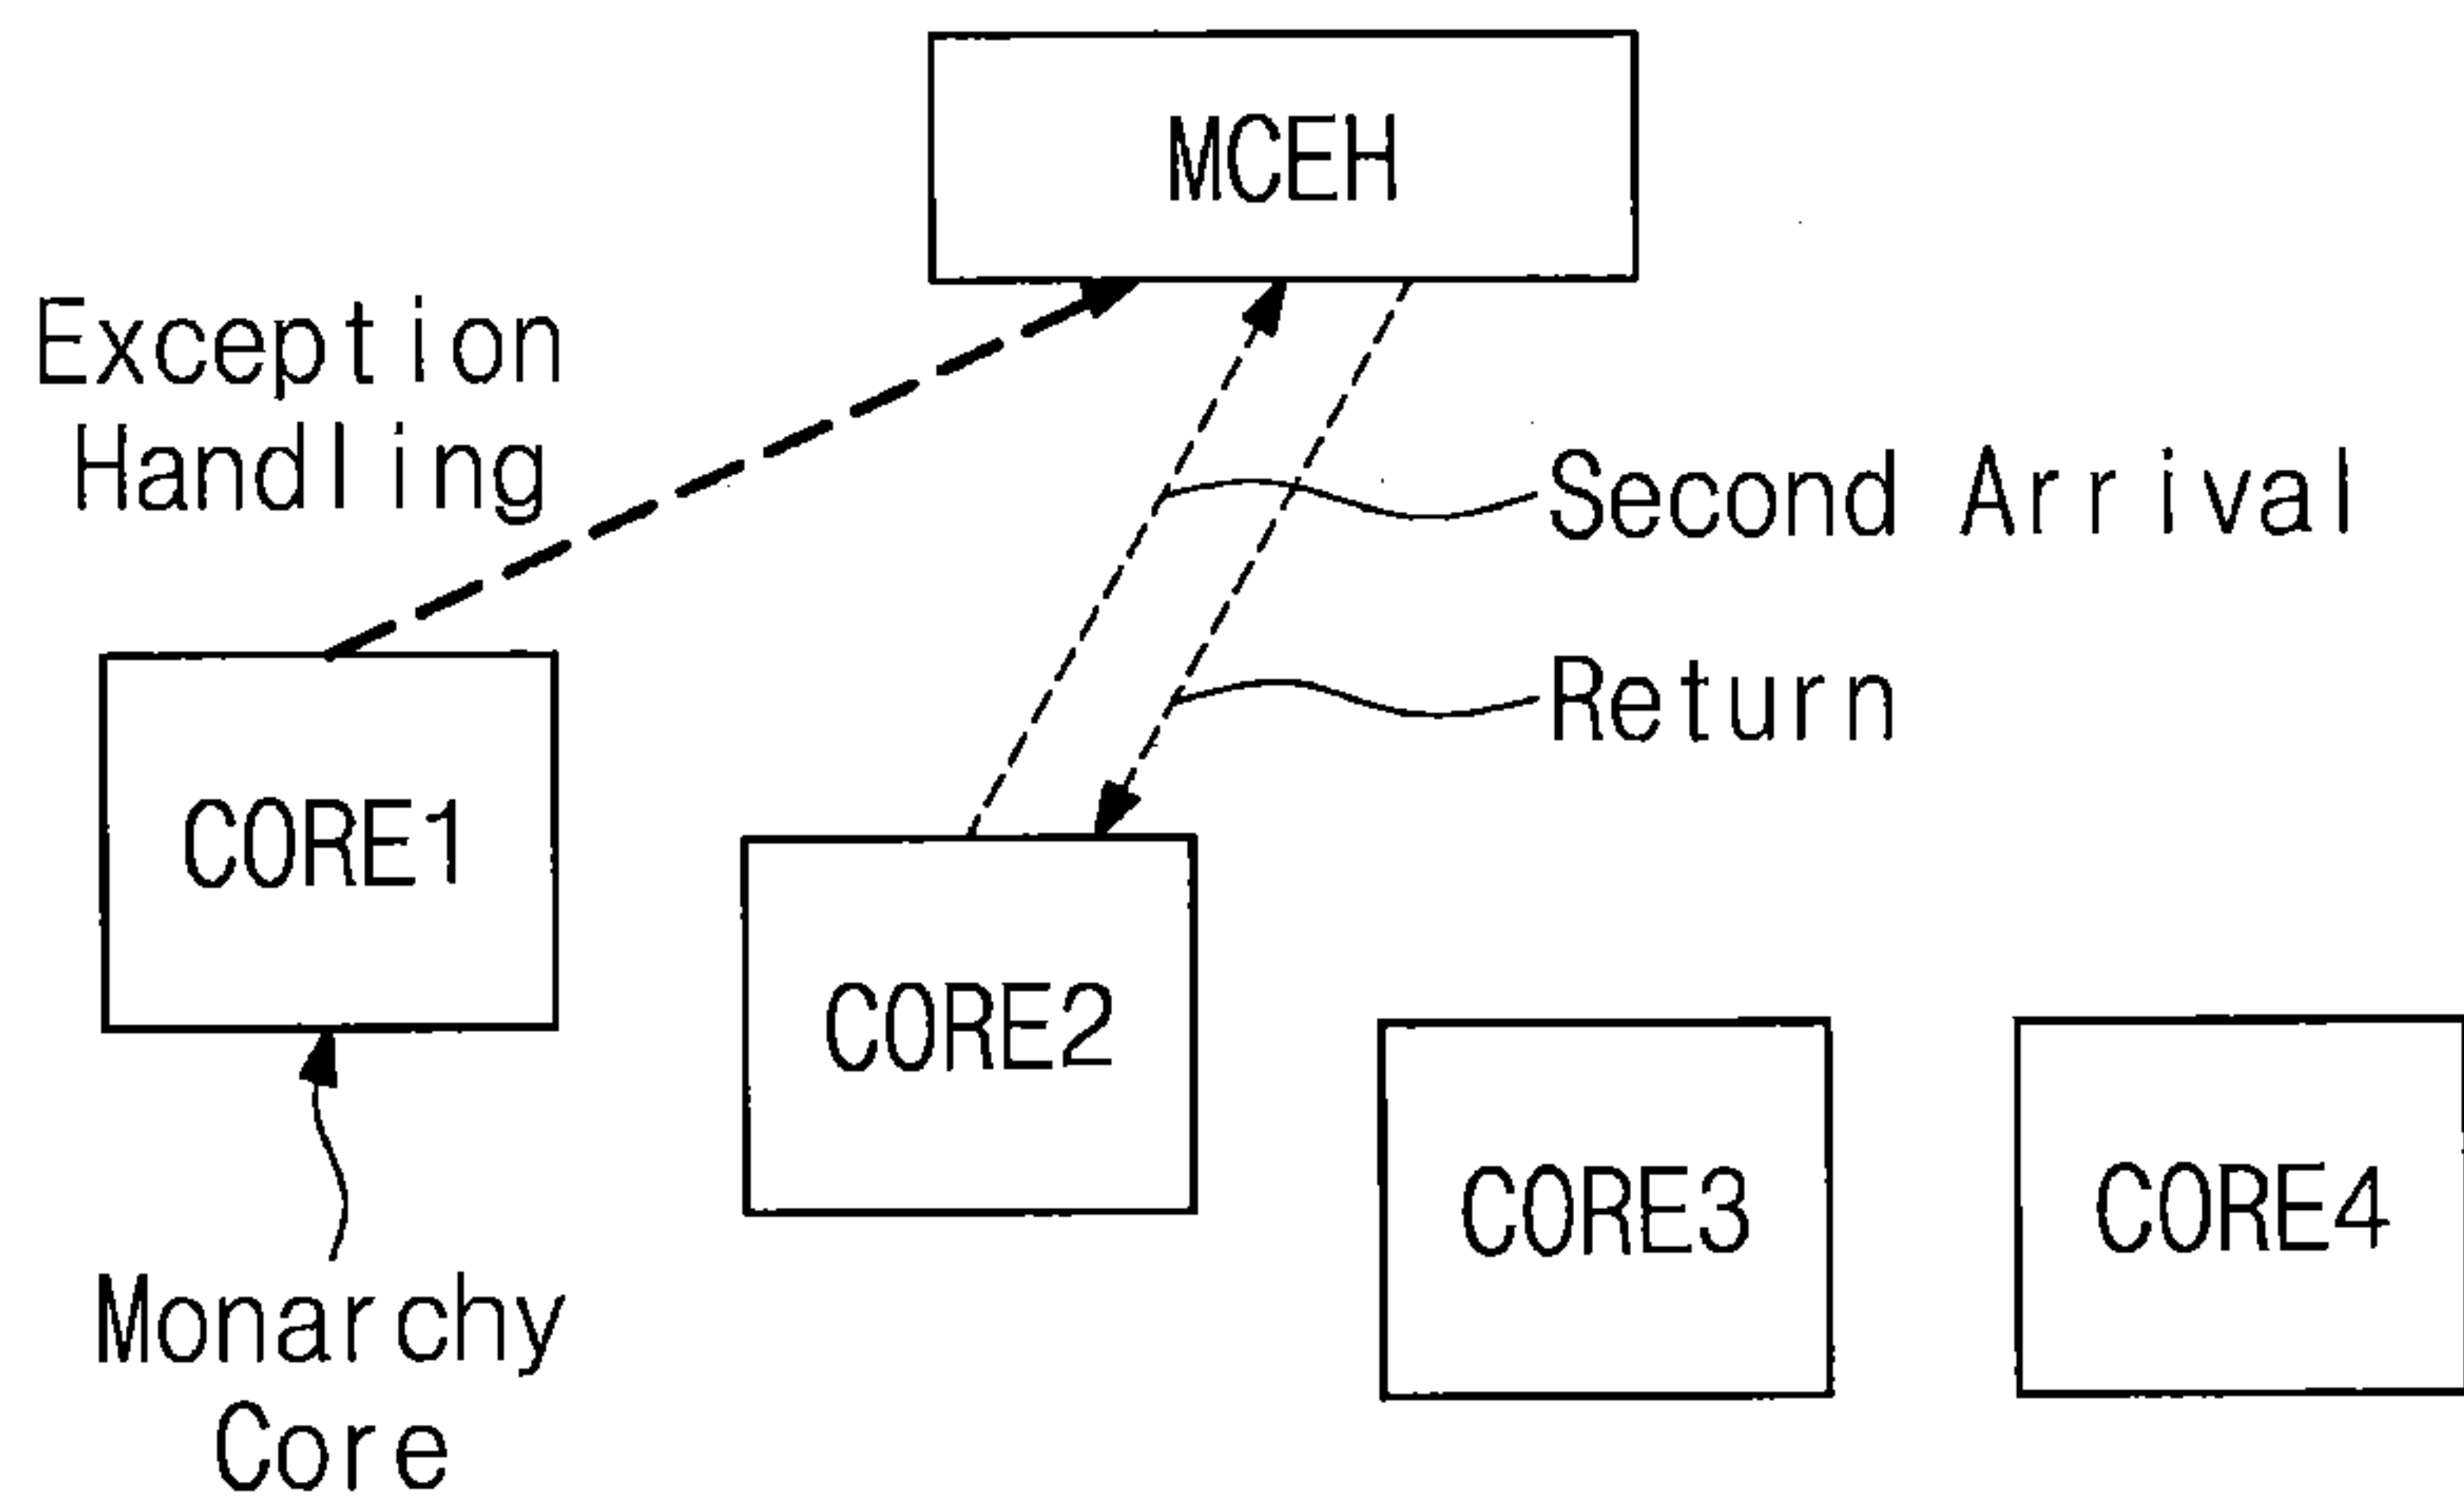 MCEH
Exception
Handling
Second Arrival
Return
CORE1
CORE2
CORE3
CORE4
Monarchy
Core